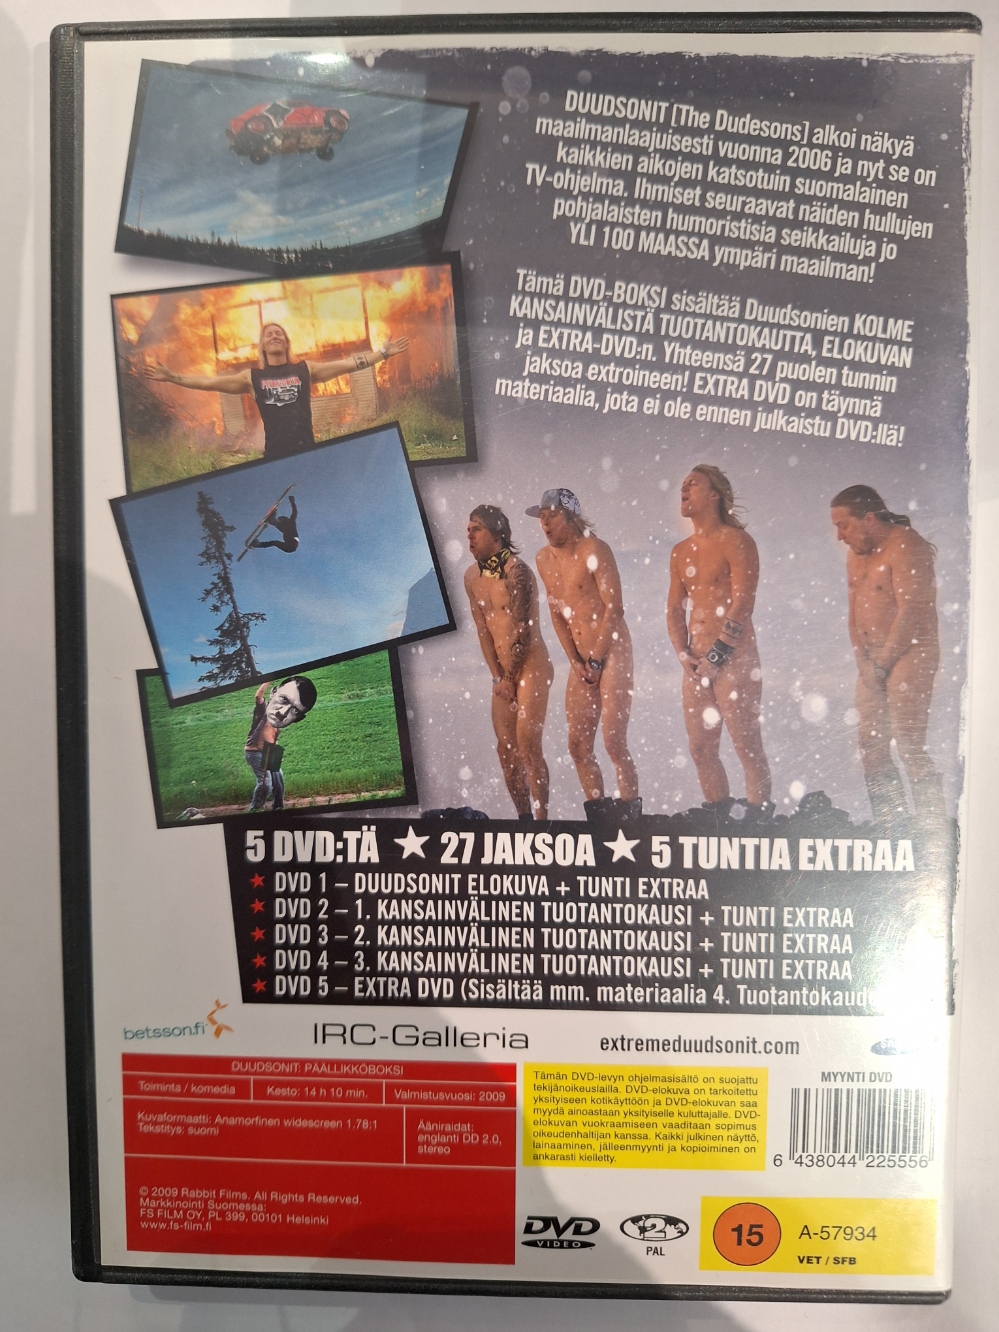 DUUDSONIT [The Dudesons] alkoi näkyä
maailmanlaajuisesti vuonna 2006 ja nyt se on
kaikkien aikojen katsotuin suomalainen
TV-ohjelma. Ihmiset seuraavat näiden hullujen
pohjalaisten humoristisia seikkailuja jo
YLI 100 MAASSA ympäri maailman!
Tämä DVD-BOKSI sisältää Duudsonien KOLME
KANSAINVÄLISTÄ TUOTANTOKAUTTA, ELOKUVAN
ja EXTRA-DVD:n. Yhteensä 27 puolen tunnin
jaksoa extroineen! EXTRA DVD on täynnä
materiaalia, jota ei ole ennen julkaistu DVD:llä!
5 DVD:TÄ ★ 27 JAKSOA ★ 5 TUNTIA EXTRAA
★ DVD 1 – DUUDSONIT ELOKUVA + TUNTI EXTRAA
★ DVD 2 – 1. KANSAINVÄLINEN TUOTANTOKAUSI + TUNTI EXTRAA
★ DVD 3 – 2. KANSAINVÄLINEN TUOTANTOKAUSI + TUNTI EXTRAA
★ DVD 4 – 3. KANSAINVÄLINEN TUOTANTOKAUSI + TUNTI EXTRAA
★ DVD 5 – EXTRA DVD (Sisältää mm. materiaalia 4. Tuotantokaud
betsson.fi IRC-Galleria extremeduudsonit.com
DUUDSONIT: PÄÄLLIKKÖBOKSI
Toiminta / komedia Kesto: 14 h 10 min. Valmistusvuosi: 2009
Kuvaformaatti: Anamorfinen widescreen 1.78:1
Tekstitys: suomi
Ääniraidat:
englanti DD 2.0,
stereo
© 2009 Rabbit Films. All Rights Reserved.
Markkinointi Suomessa:
FS FILM OY, PL 399, 00101 Helsinki
www.fs-film.fi
Tämän DVD-levyn ohjelmasisältö on suojattu
tekijänoikeuslailla. DVD-elokuva on tarkoitettu
yksityiseen kotikäyttöön ja DVD-elokuvan saa
myydä ainoastaan yksityiselle kuluttajalle. DVD-
elokuvan vuokraamiseen vaaditaan sopimus
oikeudenhaltijan kanssa. Kaikki julkinen näyttö,
lainaaminen, jälleenmyynti ja kopioiminen on
ankarasti kielletty.
MYYNTI DVD
6 438044 225556
DVD
VIDEO
2
PAL
15
A-57934
VET / SFB